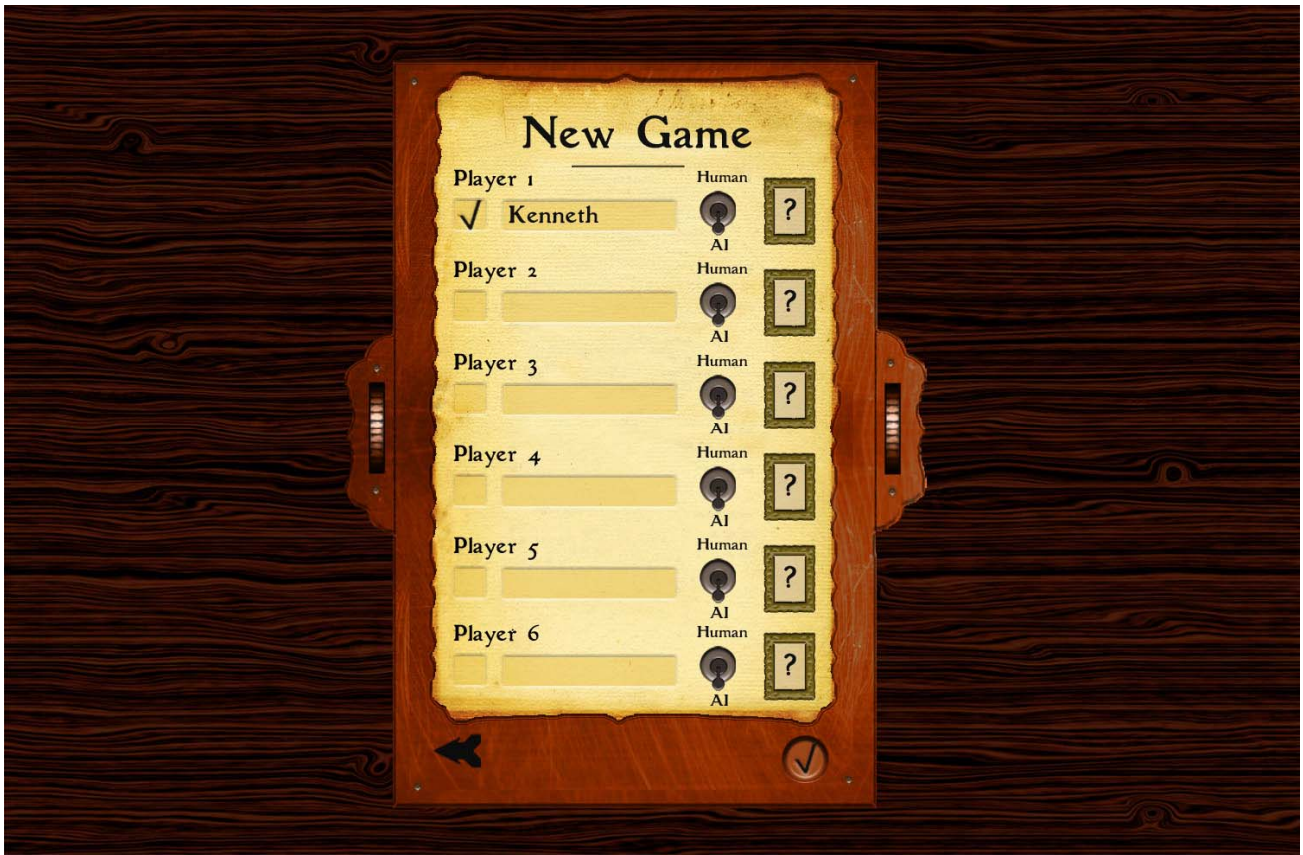 New Game
Player 1
Human
√ Kenneth
?
AI
Player 2
Human
?
AI
Player 3
Human
?
AI
Player 4
Human
?
AI
Player 5
Human
?
AI
Player 6
Human
?
AI
√